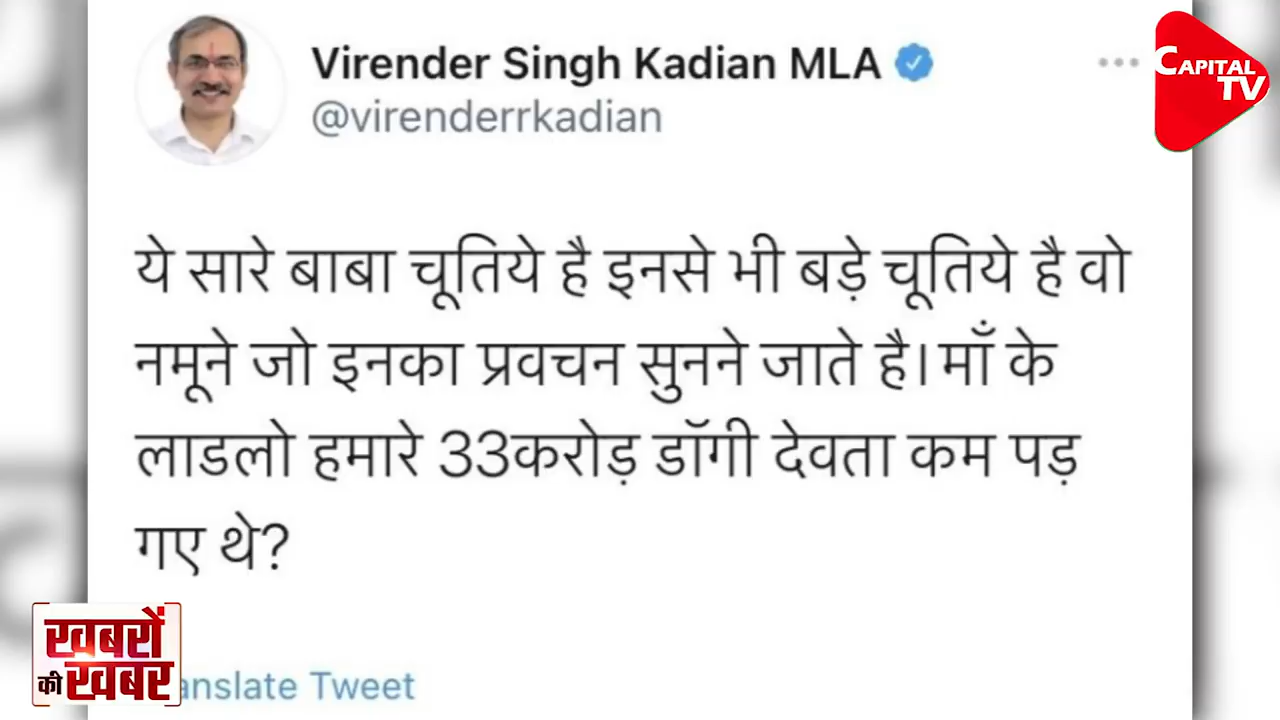 Virender Singh Kadian MLA
@virenderrkadian
CAPITAL
TV
ये सारे बाबा चूतिये है इनसे भी बड़े चूतिये है वो
नमूने जो इनका प्रवचन सुनने जाते है। माँ के
लाडलो हमारे 33करोड़ डॉगी देवता कम पड़
गए थे?
खबरों
की खबर
anslate Tweet